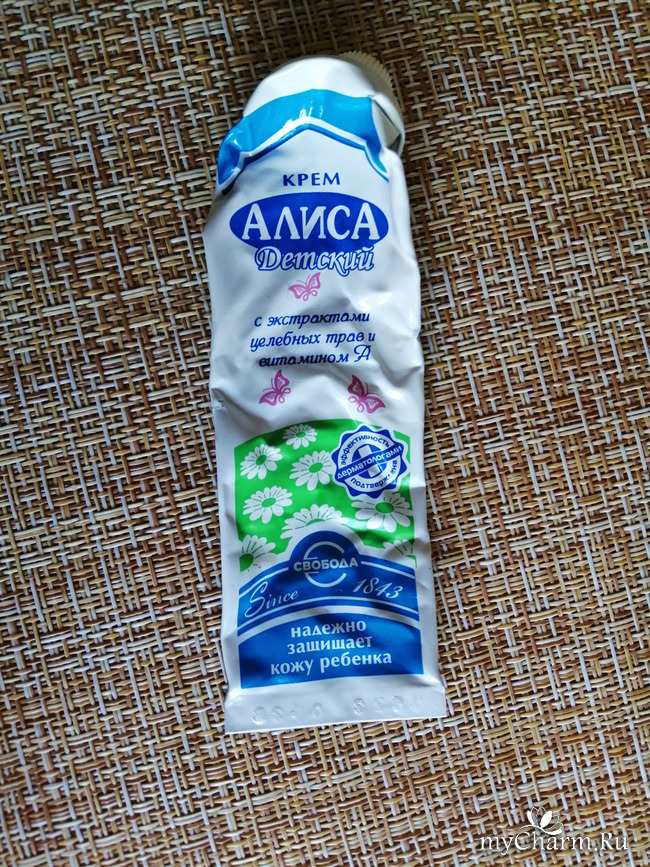 КРЕМ
АЛИСА
Детский
с экстрактами
целебных трав и
витамином А
эффективность
дерматологами
подтверждена
СВОБОДА
Since 1843
надежно
защищает
кожу ребенка
myCharm.Ru